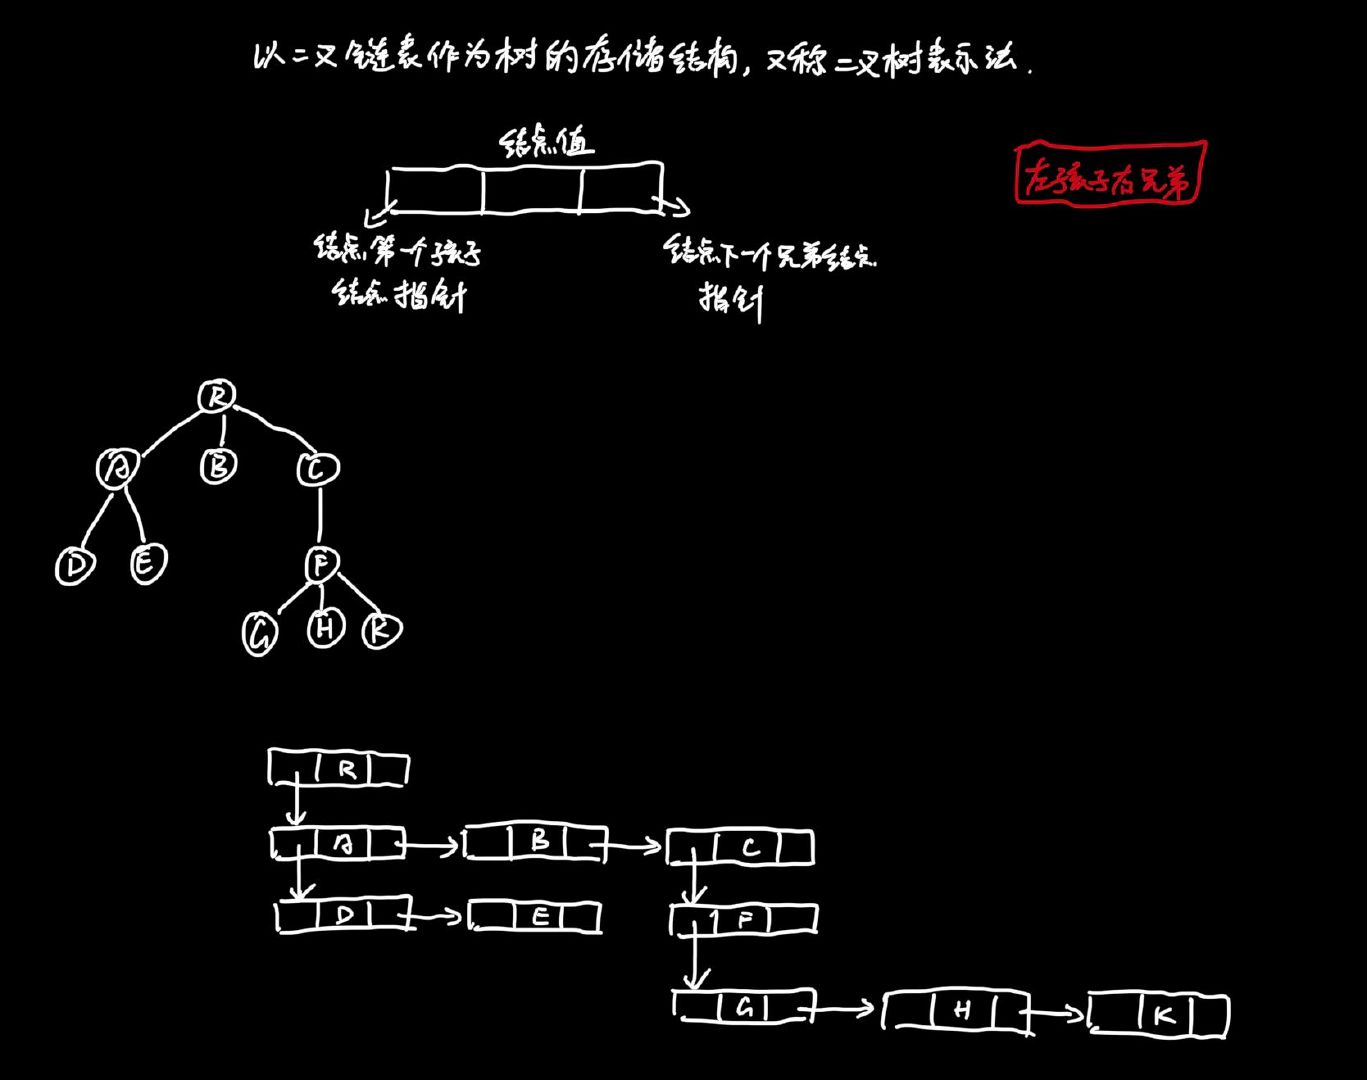 以二叉链表作为树的存储结构，又称二叉树表示法.
结点值
左孩子右兄弟
结点第一个孩子
结点指针
结点下一个兄弟结点
指针
R
A B C
D E F
G H K
R
A B C
D E F
G H K